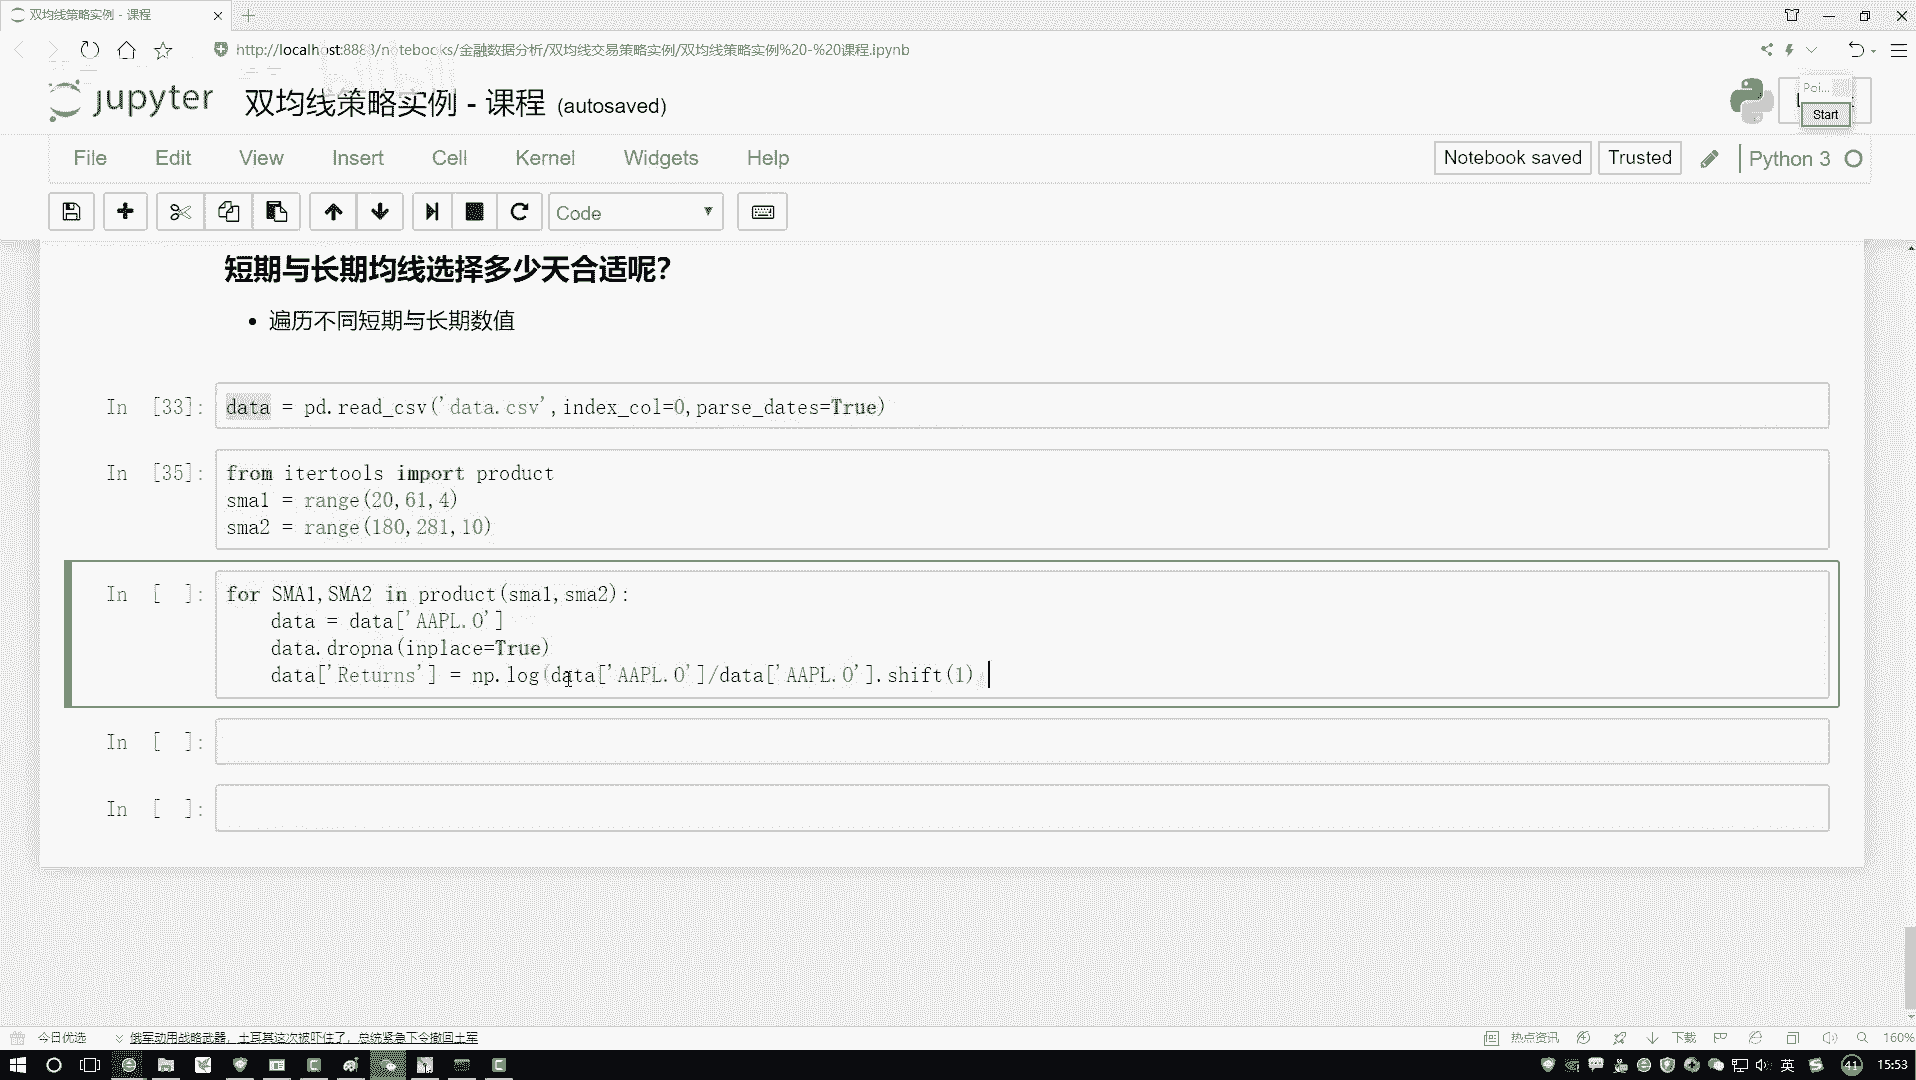 双均线策略实例 - 课程
http://localhost:8888/notebooks/金融数据分析/双均线交易策略实例/双均线策略实例%20-%20课程.ipynb
jupyter 双均线策略实例 - 课程 (autosaved)
Poi...
Start
File Edit View Insert Cell Kernel Widgets Help
Notebook saved Trusted Python 3
Code
短期与长期均线选择多少天合适呢?
• 遍历不同短期与长期数值
In [33]: data = pd.read_csv('data.csv',index_col=0,parse_dates=True)
In [35]: from itertools import product
sma1 = range(20,61,4)
sma2 = range(180,281,10)
In [ ]: for SMA1,SMA2 in product(sma1,sma2):
data = data['AAPL.O']
data.dropna(inplace=True)
data['Returns'] = np.log(data['AAPL.O']/data['AAPL.O'].shift(1)
In [ ]:
In [ ]:
今日优选 俄军动用战略武器，土耳其这次被吓住了，总统紧急下令撤回土军
热点资讯 下载 160%
英 41 15:53